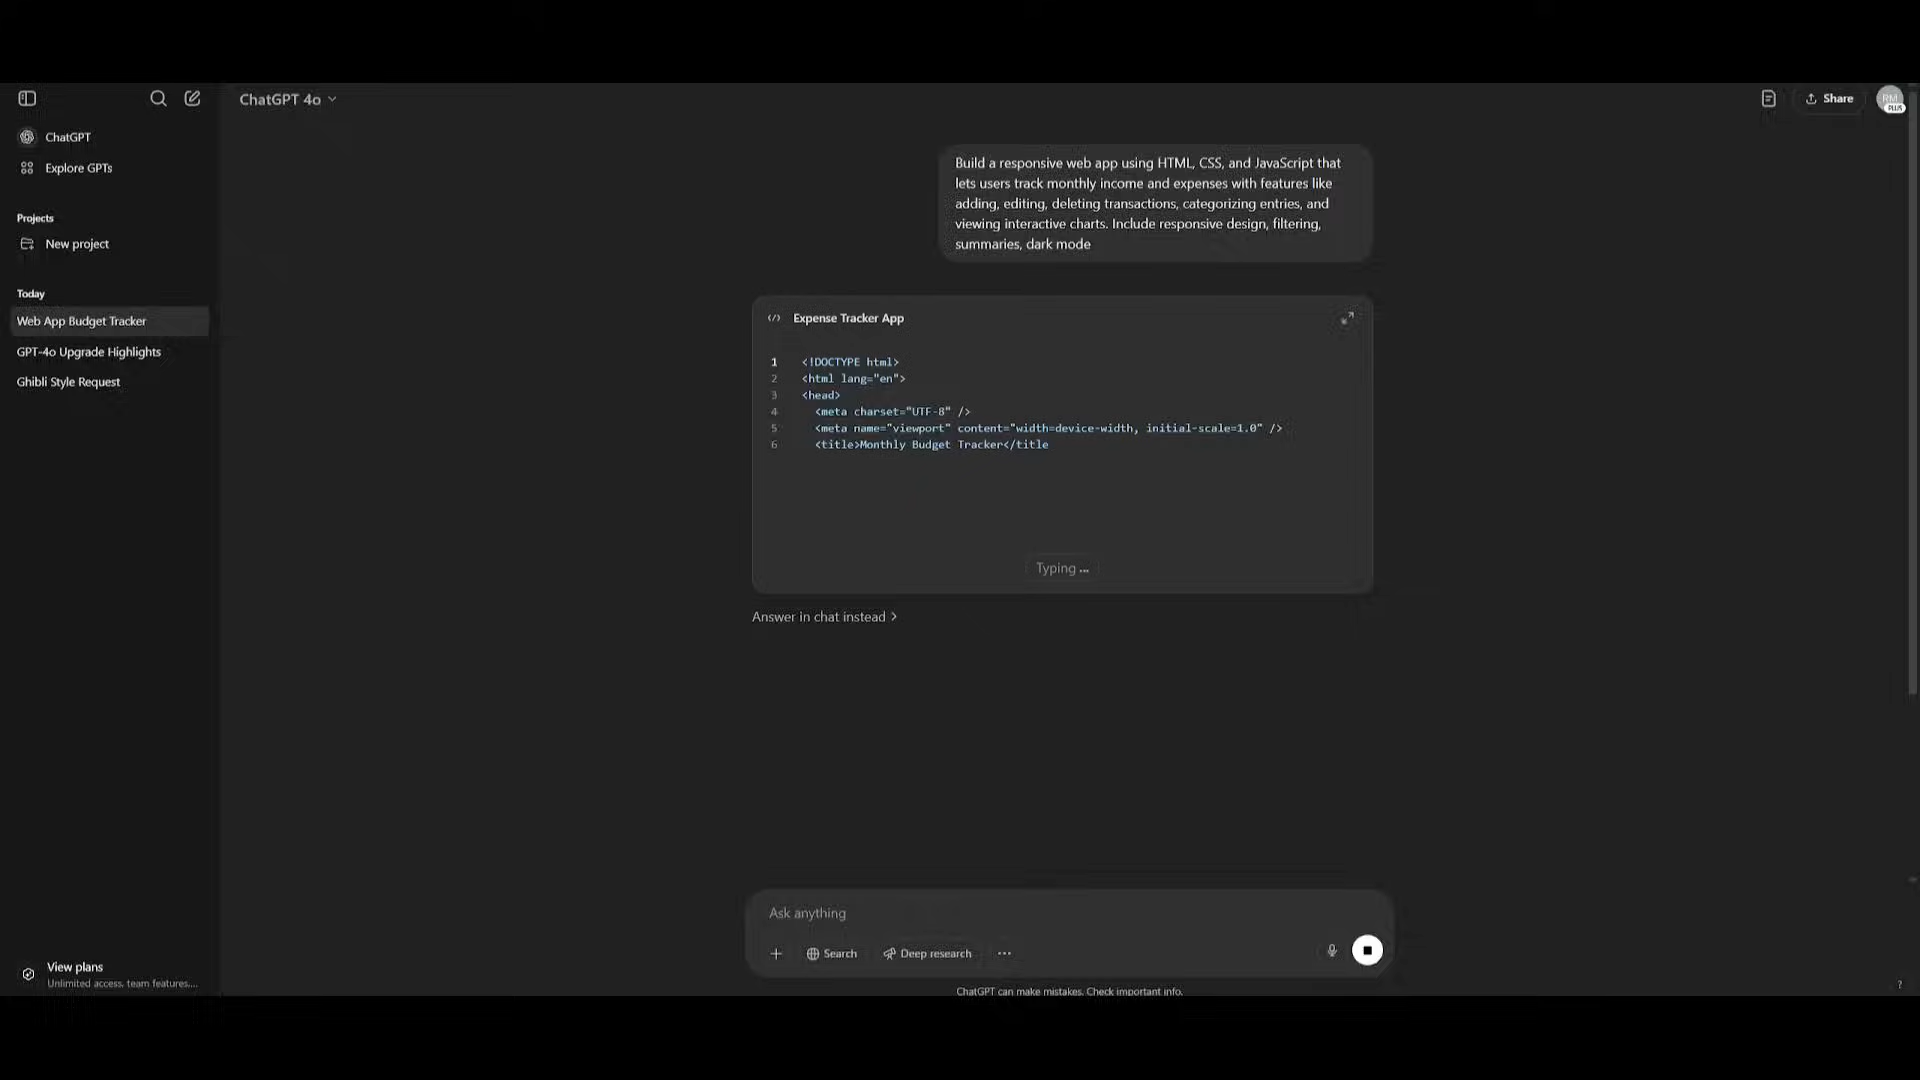 ChatGPT 4o
Share
RM
PLUS
ChatGPT
Explore GPTs
Projects
New project
Today
Web App Budget Tracker
GPT-4o Upgrade Highlights
Ghibli Style Request
View plans
Unlimited access, team features,...
Build a responsive web app using HTML, CSS, and JavaScript that
lets users track monthly income and expenses with features like
adding, editing, deleting transactions, categorizing entries, and
viewing interactive charts. Include responsive design, filtering,
summaries, dark mode
</> Expense Tracker App
1 <!DOCTYPE html>
2 <html lang="en">
3 <head>
4 <meta charset="UTF-8" />
5 <meta name="viewport" content="width=device-width, initial-scale=1.0" />
6 <title>Monthly Budget Tracker</title
Typing ...
Answer in chat instead >
Ask anything
+ Search Deep research ...
ChatGPT can make mistakes. Check important info.
?